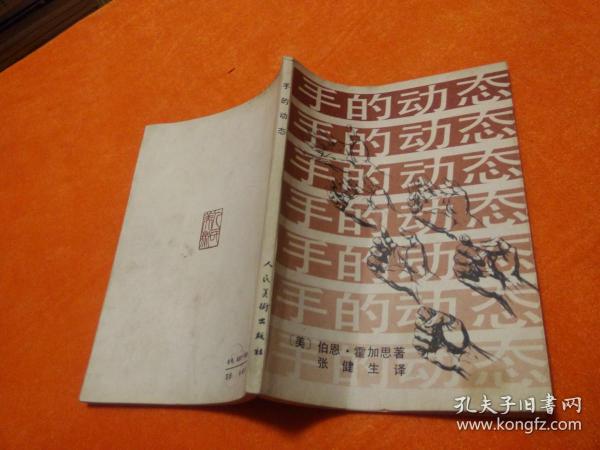 手的动态
手的动态
手的动态
手的动态
手的动态
手的动态
手的动态
〔美〕伯恩·霍加思著
张健生译
手的动态
人民美术出版社
孔夫子旧書网
www.kongfz.com